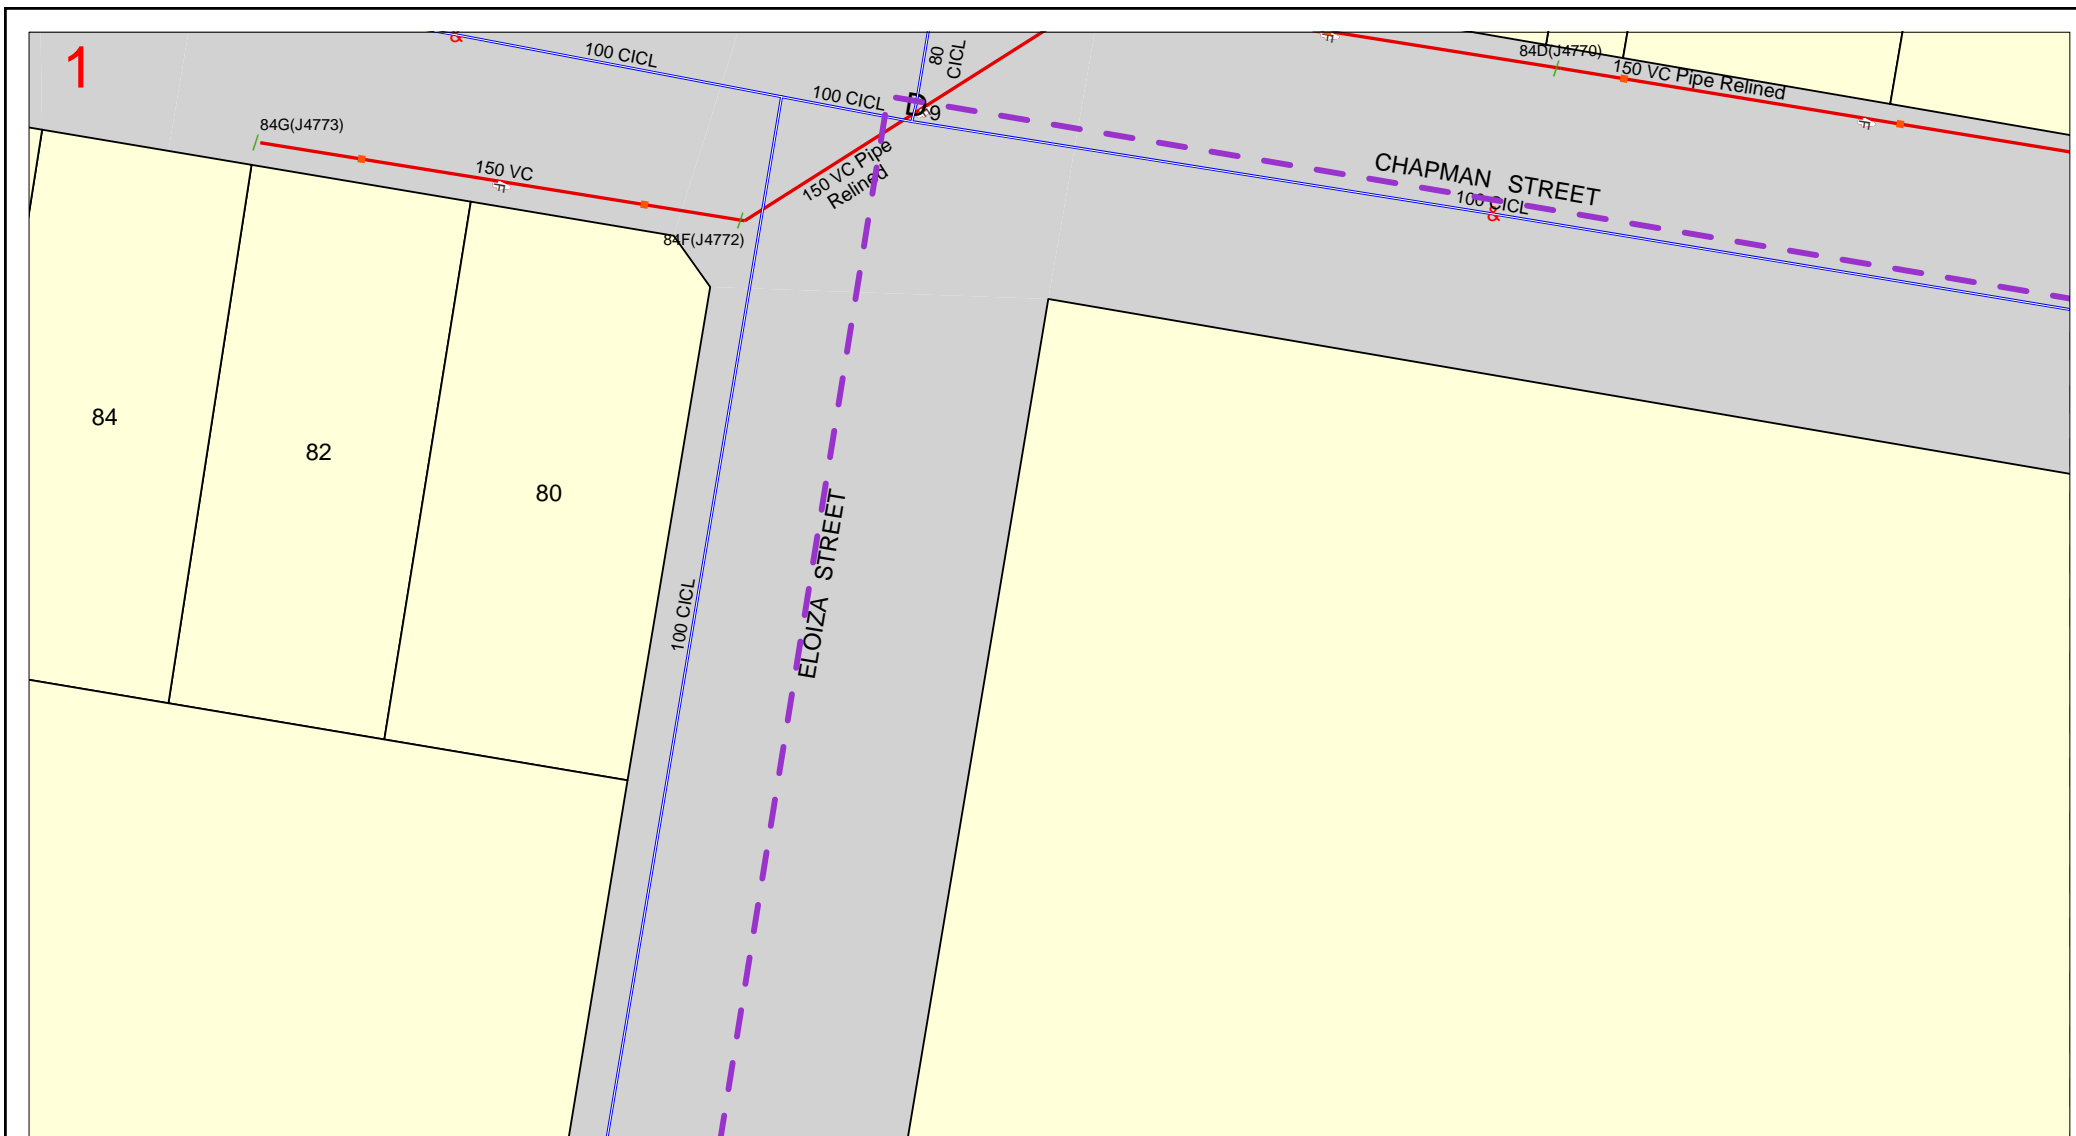 1
&
100 CICL
80
CICL
F
84D(J4770)
150 VC Pipe Relined
100 CICL
D
9
84G(J4773)
F
150 VC
F
150 VC Pipe
Relined
CHAPMAN STREET
100 CICL
&
84F(J4772)
84
82
80
ELOIZA STREET
100 CICL